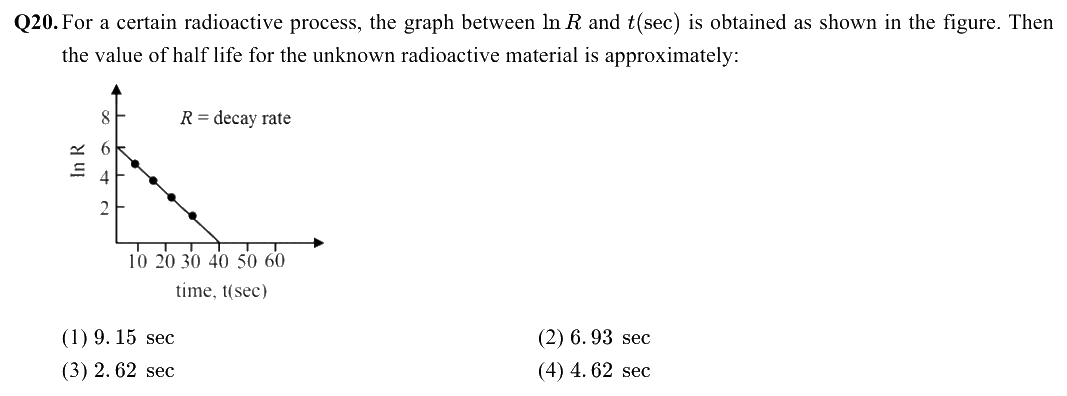 Q20. For a certain radioactive process, the graph between ln R and t(sec) is obtained as shown in the figure. Then
the value of half life for the unknown radioactive material is approximately:
8
R = decay rate
6
ln R
4
2
10 20 30 40 50 60
time, t(sec)
(1) 9. 15 sec
(2) 6. 93 sec
(3) 2. 62 sec
(4) 4. 62 sec